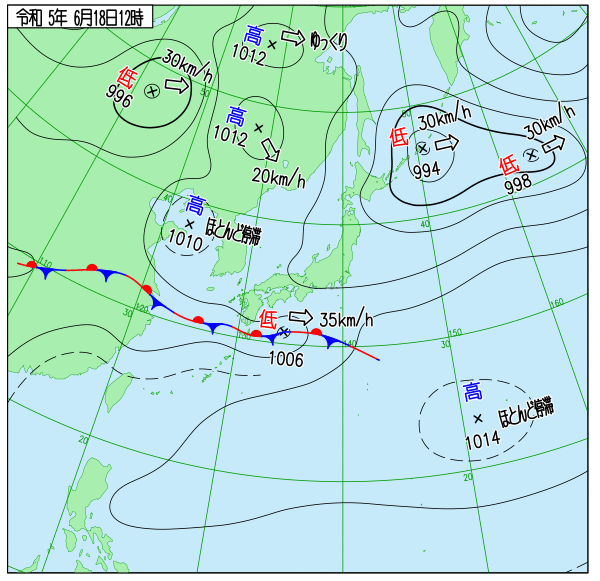 令和 5年 6月18日12時
高
1012
ゆっくり
低
996
30km/h
50
高
1012
20km/h
低
994
30km/h
50
低
998
30km/h
40
高
1010
ほとんど停滞
40
110
120
30
130
低
1006
35km/h
140
30
150
160
高
1014
ほとんど停滞
20
20